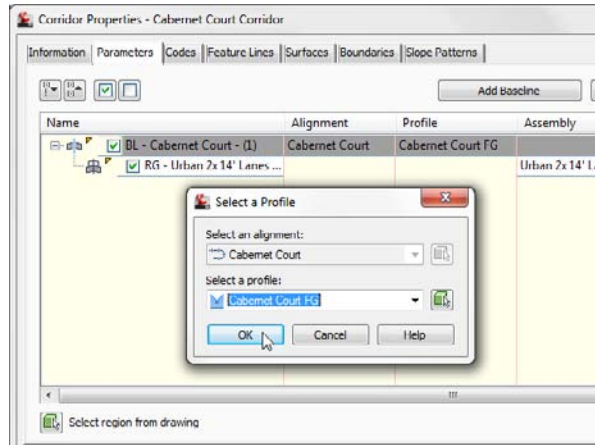 Corridor Properties - Cabernet Court Corridor
Information Parameters Codes Feature Lines Surfaces Boundaries Slope Patterns
Add Baseline
Name Alignment Profile Assembly
BL - Cabernet Court - (1) Cabernet Court Cabernet Court FG
RG - Urban 2x 14' Lanes ... Urban 2x 14' L
Select a Profile
Select an alignment:
Cabernet Court
Select a profile:
Cabernet Court FG
OK Cancel Help
Select region from drawing